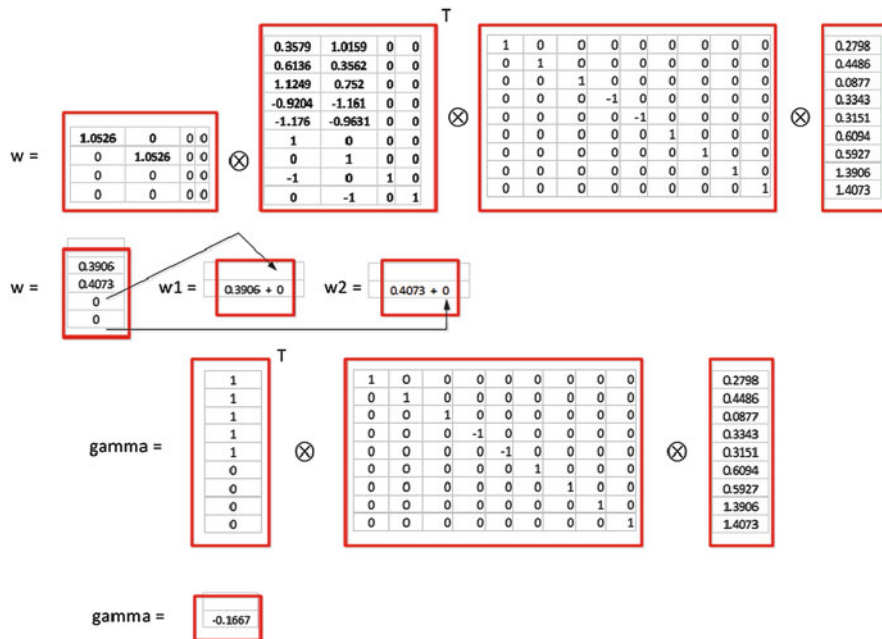 T
w =
1.0526 0 0 0
0 1.0526 0 0
0 0 0 0
0 0 0 0
⊗
0.3579 1.0159 0 0
0.6136 0.3562 0 0
1.1249 0.752 0 0
-0.9204 -1.161 0 0
-1.176 -0.9631 0 0
1 0 0 0
0 1 0 0
-1 0 1 0
0 -1 0 1
⊗
1 0 0 0 0 0 0 0 0
0 1 0 0 0 0 0 0 0
0 0 1 0 0 0 0 0 0
0 0 0 -1 0 0 0 0 0
0 0 0 0 -1 0 0 0 0
0 0 0 0 0 1 0 0 0
0 0 0 0 0 0 1 0 0
0 0 0 0 0 0 0 1 0
0 0 0 0 0 0 0 0 1
⊗
0.2798
0.4486
0.0877
0.3343
0.3151
0.6094
0.5927
1.3906
1.4073
w =
0.3906
0.4073
0
0
w1 =
0.3906 + 0
w2 =
0.4073 + 0
T
gamma =
1
1
1
1
1
0
0
0
0
⊗
1 0 0 0 0 0 0 0 0
0 1 0 0 0 0 0 0 0
0 0 1 0 0 0 0 0 0
0 0 0 -1 0 0 0 0 0
0 0 0 0 -1 0 0 0 0
0 0 0 0 0 1 0 0 0
0 0 0 0 0 0 1 0 0
0 0 0 0 0 0 0 1 0
0 0 0 0 0 0 0 0 1
⊗
0.2798
0.4486
0.0877
0.3343
0.3151
0.6094
0.5927
1.3906
1.4073
gamma =
-0.1667